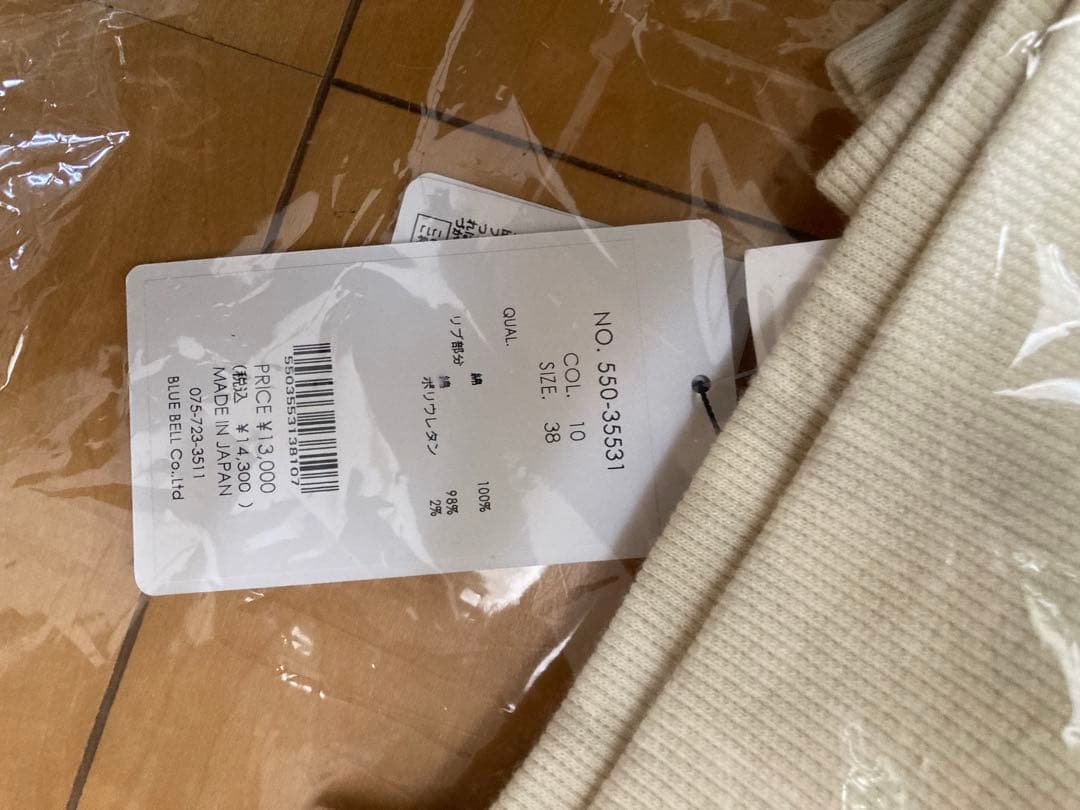 NO. 550-35531
COL. 10
SIZE. 38
QUAL.
綿 100%
リブ部分 綿 98%
ポリウレタン 2%
5503553138107
PRICE ¥13,000
(税込 ¥14,300 )
MADE IN JAPAN
075-723-3511
BLUE BELL Co.,Ltd